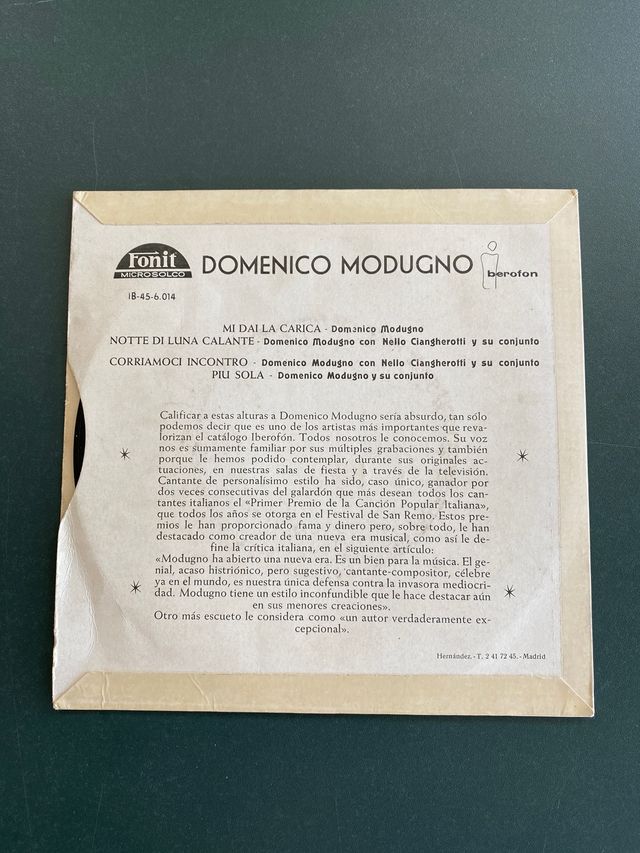 Fonit
MICROSOLCO
DOMENICO MODUGNO
iberofon
IB-45-6.014
MI DAI LA CARICA - Domenico Modugno
NOTTE DI LUNA CALANTE - Domenico Modugno con Nello Ciangherotti y su conjunto
CORRIAMOCI INCONTRO - Domenico Modugno con Nello Ciangherotti y su conjunto
PIU SOLA - Domenico Modugno y su conjunto
Calificar a estas alturas a Domenico Modugno sería absurdo, tan sólo
podemos decir que es uno de los artistas más importantes que reva-
lorizan el catálogo Iberofón. Todos nosotros le conocemos. Su voz
nos es sumamente familiar por sus múltiples grabaciones y también
porque le hemos podido contemplar, durante sus originales ac-
tuaciones, en nuestras salas de fiesta y a través de la televisión.
Cantante de personalísimo estilo ha sido, caso único, ganador por
dos veces consecutivas del galardón que más desean todos los can-
tantes italianos el «Primer Premio de la Canción Popular Italiana»,
que todos los años se otorga en el Festival de San Remo. Estos pre-
mios le han proporcionado fama y dinero pero, sobre todo, le han
destacado como creador de una nueva era musical, como así le de-
fine la crítica italiana, en el siguiente artículo:
«Modugno ha abierto una nueva era. Es un bien para la música. El ge-
nial, acaso histriónico, pero sugestivo, cantante-compositor, célebre
ya en el mundo, es nuestra única defensa contra la invasora mediocri-
dad. Modugno tiene un estilo inconfundible que le hace destacar aún
en sus menores creaciones».
Otro más escueto le considera como «un autor verdaderamente ex-
cepcional».
Hernández. - T. 2 41 72 45. - Madrid